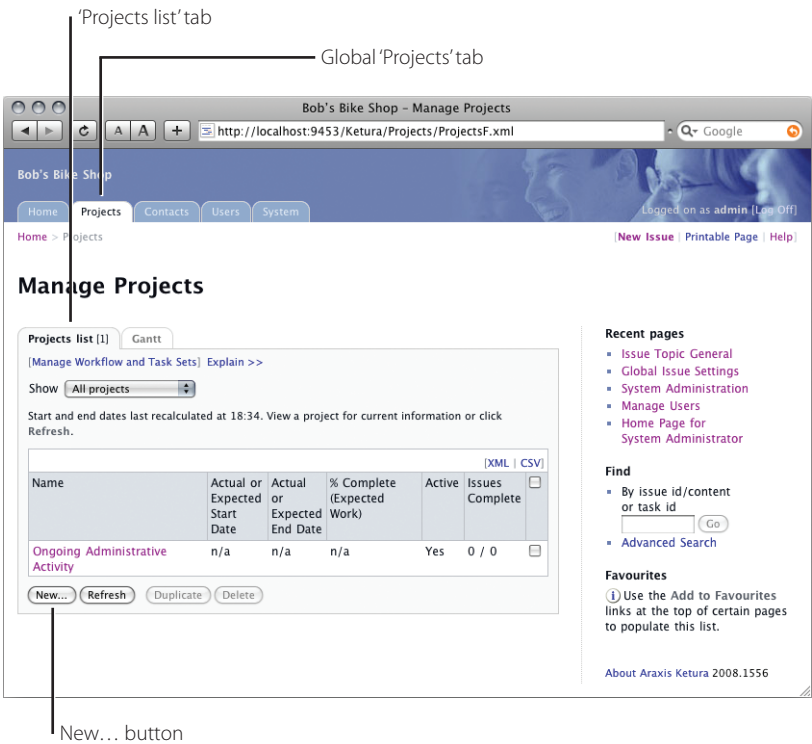 ‘Projects list’ tab
Global ‘Projects’ tab
Bob's Bike Shop – Manage Projects
A A + http://localhost:9453/Ketura/Projects/ProjectsF.xml Google
Bob's Bike Shop
Home Projects Contacts Users System
Logged on as admin [Log Off]
Home > Projects
[New Issue | Printable Page | Help]
Manage Projects
Projects list [1] Gantt
[Manage Workflow and Task Sets] Explain >>
Show All projects
Start and end dates last recalculated at 18:34. View a project for current information or click
Refresh.
[XML | CSV]
Name Actual or Expected Start Date Actual or Expected End Date % Complete (Expected Work) Active Issues Complete
Ongoing Administrative Activity n/a n/a n/a Yes 0 / 0
New... Refresh Duplicate Delete
Recent pages
Issue Topic General
Global Issue Settings
System Administration
Manage Users
Home Page for
System Administrator
Find
By issue id/content
or task id
Go
Advanced Search
Favourites
i Use the Add to Favourites
links at the top of certain pages
to populate this list.
About Araxis Ketura 2008.1556
New… button